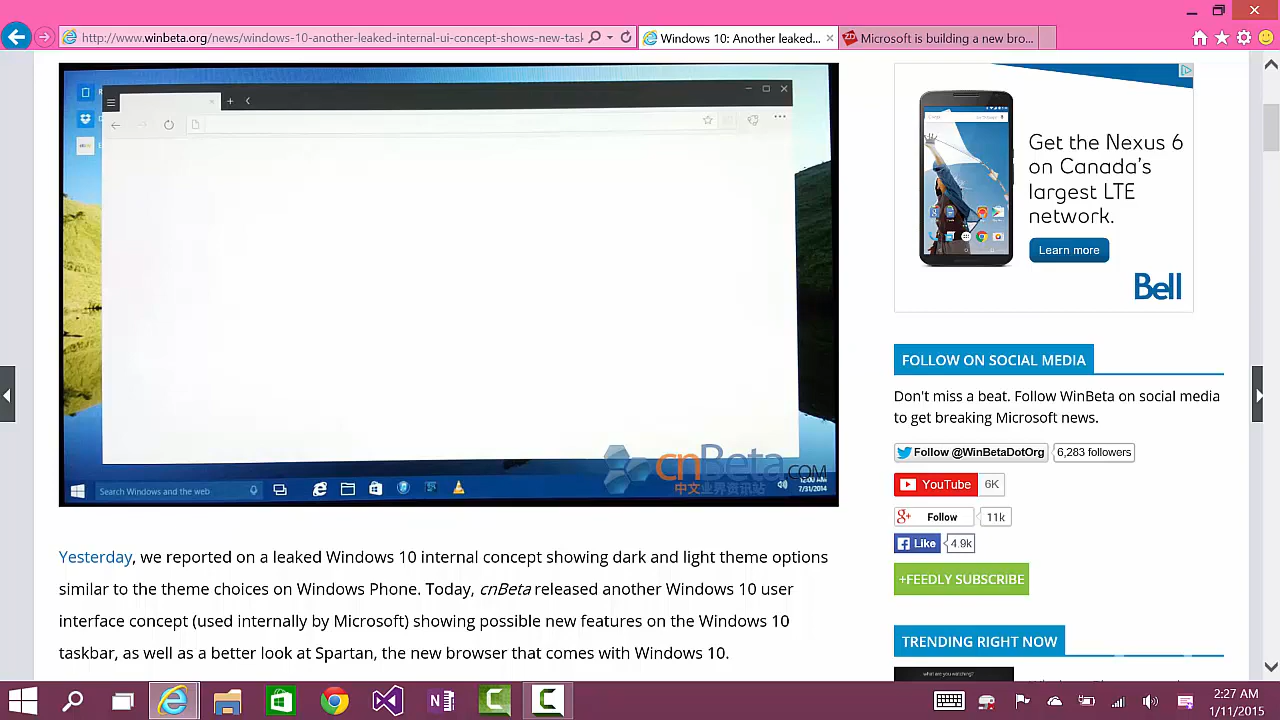 http://www.winbeta.org/news/windows-10-another-leaked-internal-ui-concept-shows-new-tas
Windows 10: Another leaked...
Microsoft is building a new bro...
Search Windows and the web
12:00 AM
7/31/2014
cnBeta.COM
中文业界资讯站
Get the Nexus 6
on Canada's
largest LTE
network.
Learn more
Bell
FOLLOW ON SOCIAL MEDIA
Don't miss a beat. Follow WinBeta on social media
to get breaking Microsoft news.
Follow @WinBetaDotOrg
6,283 followers
YouTube
6K
Follow
11k
Like
4.9k
+FEEDLY SUBSCRIBE
TRENDING RIGHT NOW
what are you watching?
Yesterday, we reported on a leaked Windows 10 internal concept showing dark and light theme options
similar to the theme choices on Windows Phone. Today, cnBeta released another Windows 10 user
interface concept (used internally by Microsoft) showing possible new features on the Windows 10
taskbar, as well as a better look at Spartan, the new browser that comes with Windows 10.
2:27 AM
1/11/2015